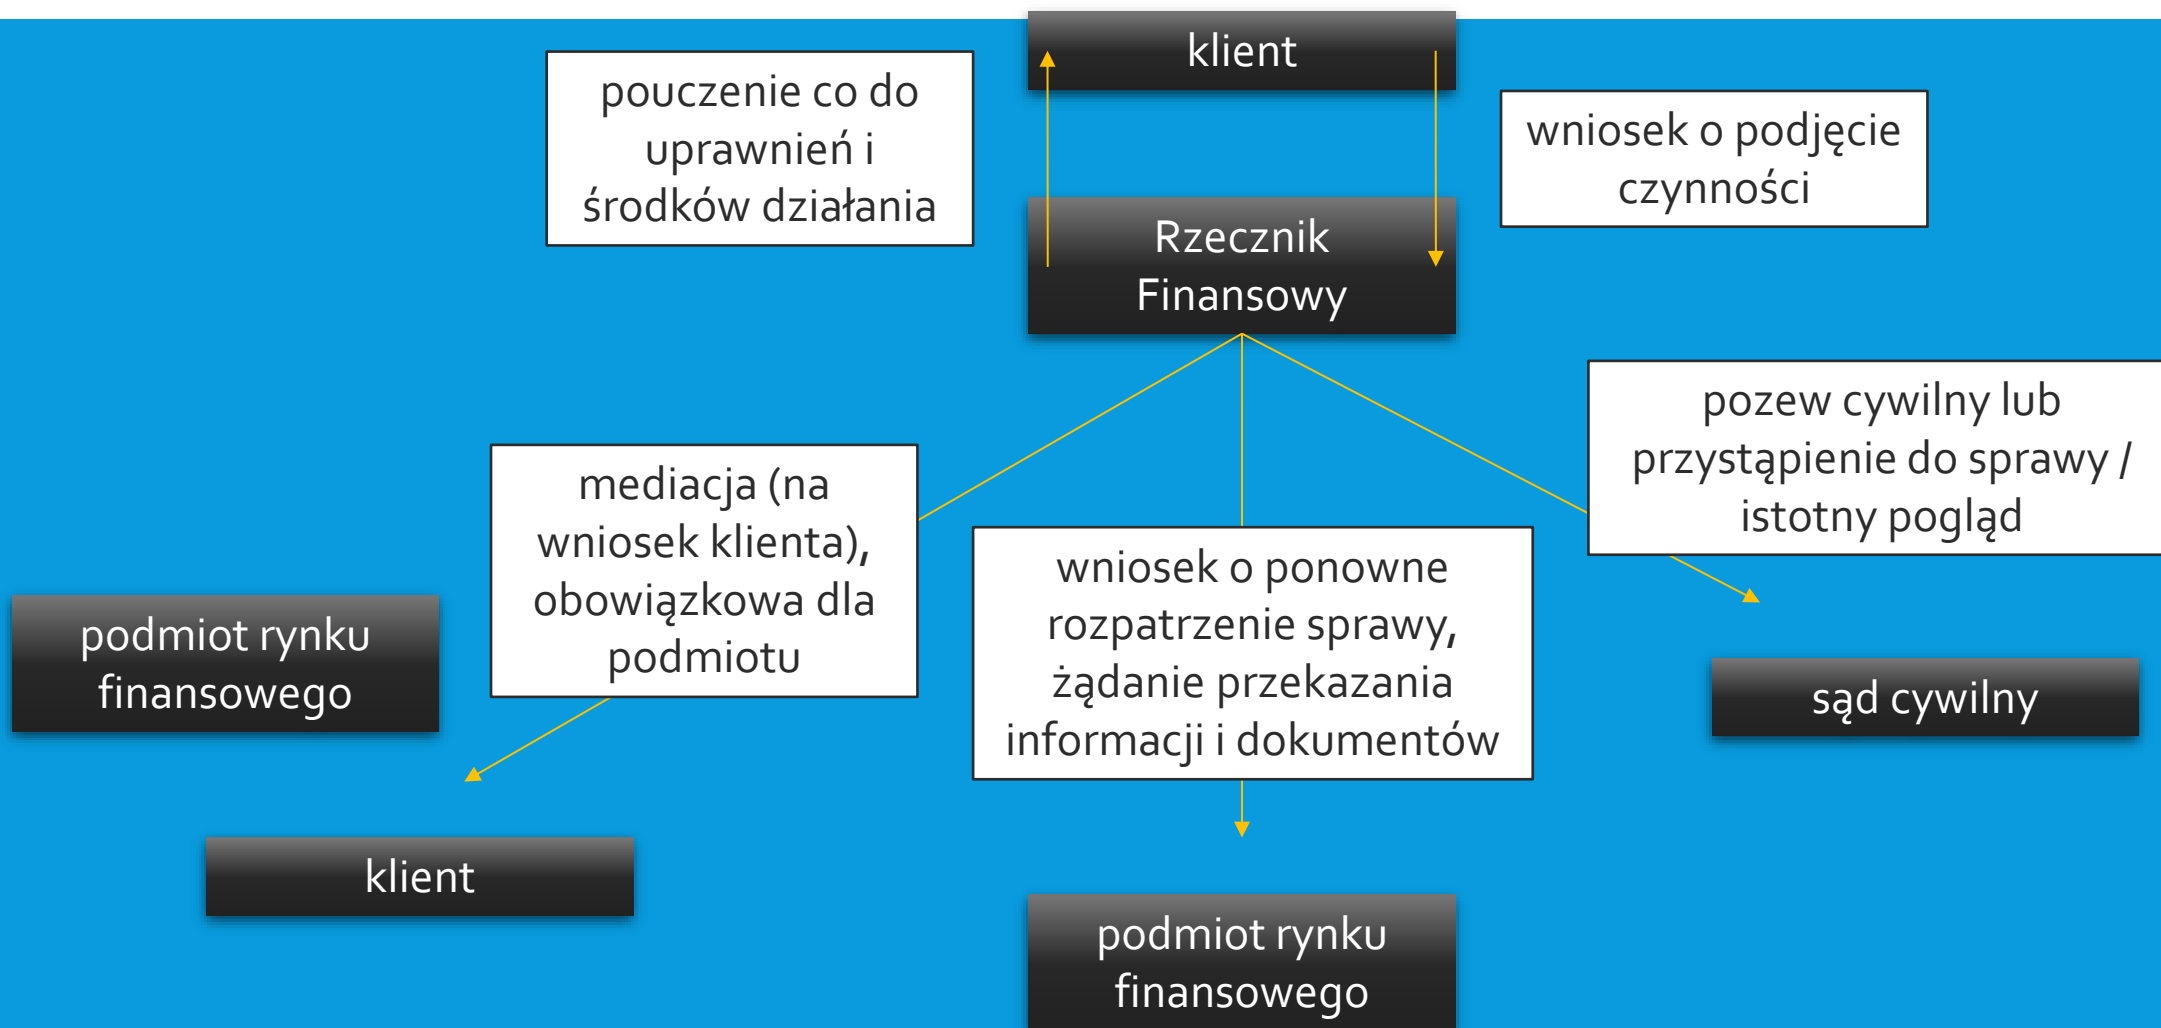 klient
pouczenie co do
uprawnień i
środków działania
wniosek o podjęcie
czynności
Rzecznik
Finansowy
pozew cywilny lub
przystąpienie do sprawy /
istotny pogląd
mediacja (na
wniosek klienta),
obowiązkowa dla
podmiotu
wniosek o ponowne
rozpatrzenie sprawy,
żądanie przekazania
informacji i dokumentów
podmiot rynku
finansowego
sąd cywilny
klient
podmiot rynku
finansowego